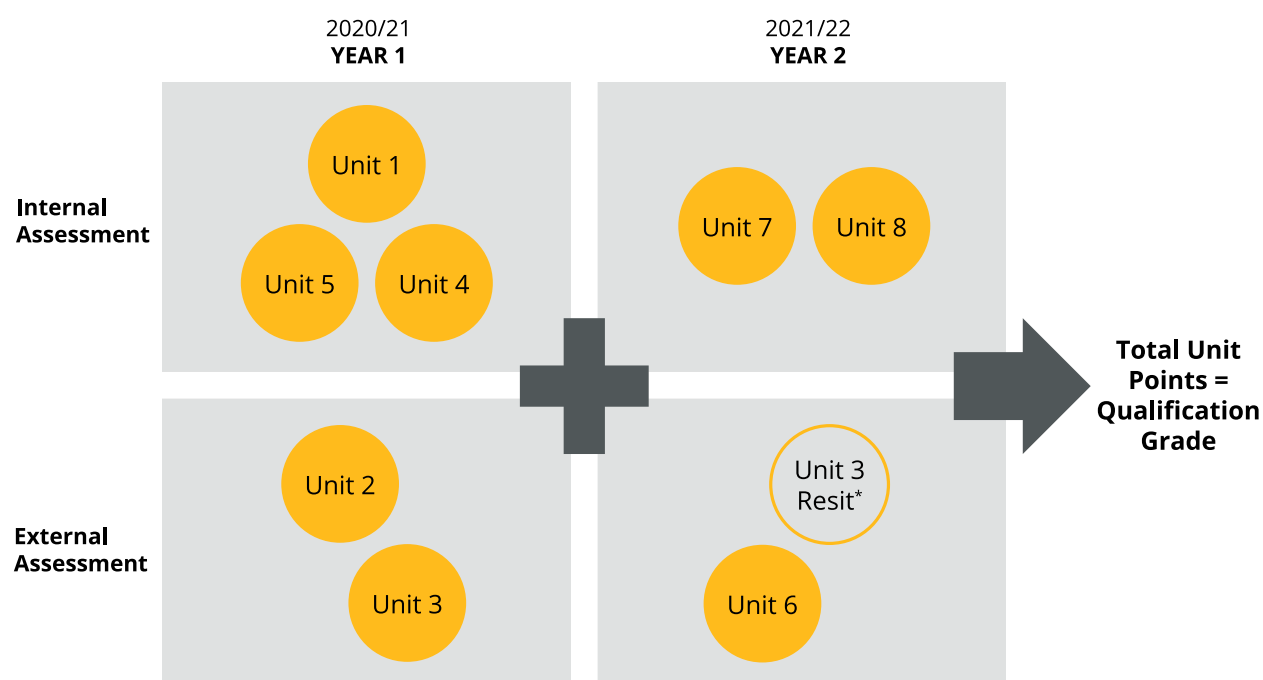 2020/21
YEAR 1
2021/22
YEAR 2
Internal
Assessment
Unit 1
Unit 5
Unit 4
Unit 7
Unit 8
External
Assessment
Unit 2
Unit 3
Unit 3
Resit*
Unit 6
Total Unit
Points =
Qualification
Grade